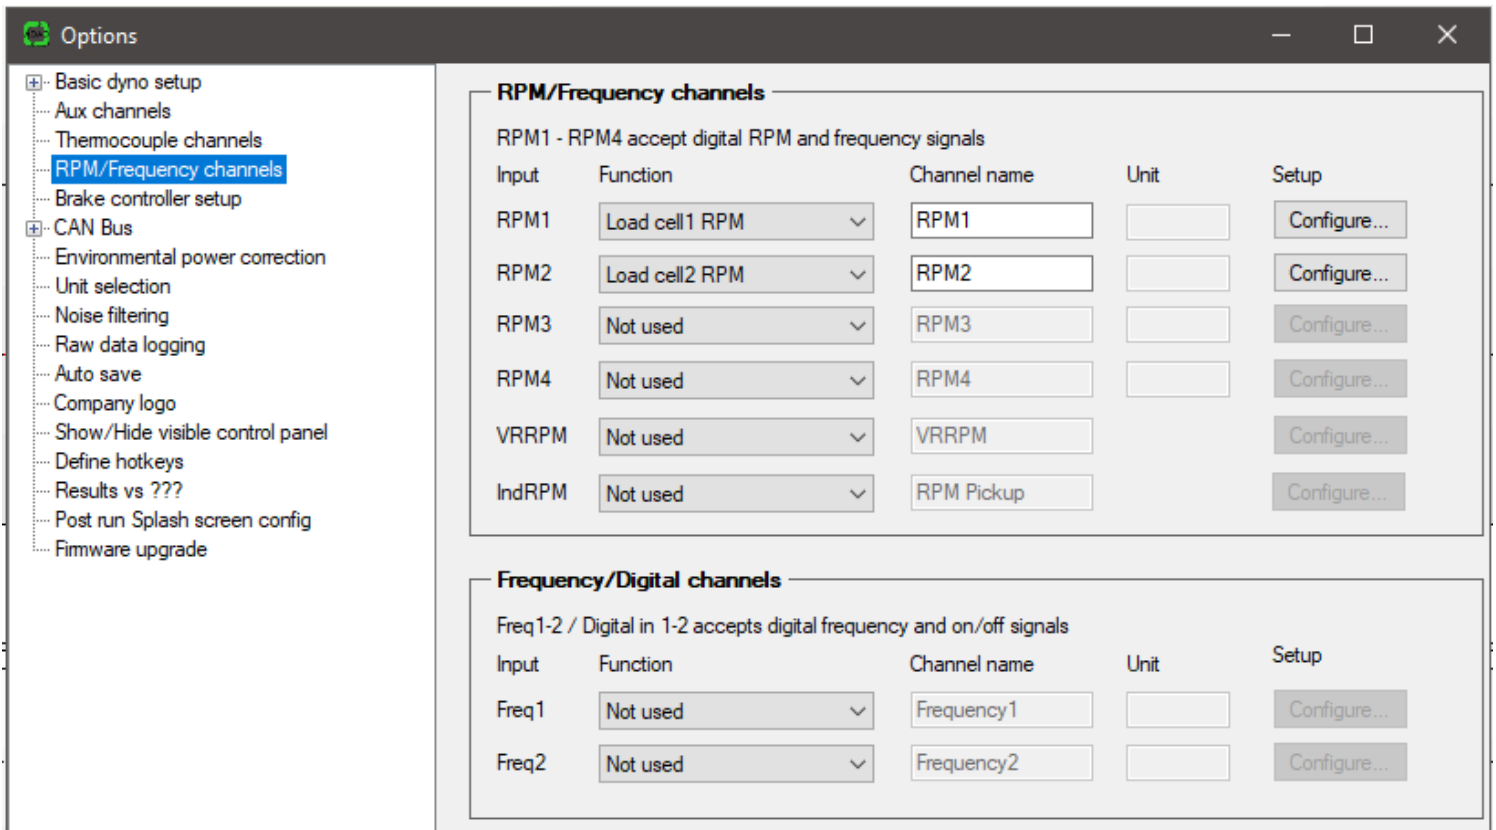 Options
Basic dyno setup
Aux channels
Thermocouple channels
RPM/Frequency channels
Brake controller setup
CAN Bus
Environmental power correction
Unit selection
Noise filtering
Raw data logging
Auto save
Company logo
Show/Hide visible control panel
Define hotkeys
Results vs ???
Post run Splash screen config
Firmware upgrade
RPM/Frequency channels
RPM1 - RPM4 accept digital RPM and frequency signals
Input Function Channel name Unit Setup
RPM1 Load cell1 RPM RPM1 Configure...
RPM2 Load cell2 RPM RPM2 Configure...
RPM3 Not used RPM3 Configure...
RPM4 Not used RPM4 Configure...
VRRPM Not used VRRPM Configure...
IndRPM Not used RPM Pickup Configure...
Frequency/Digital channels
Freq1-2 / Digital in 1-2 accepts digital frequency and on/off signals
Input Function Channel name Unit Setup
Freq1 Not used Frequency1 Configure...
Freq2 Not used Frequency2 Configure...